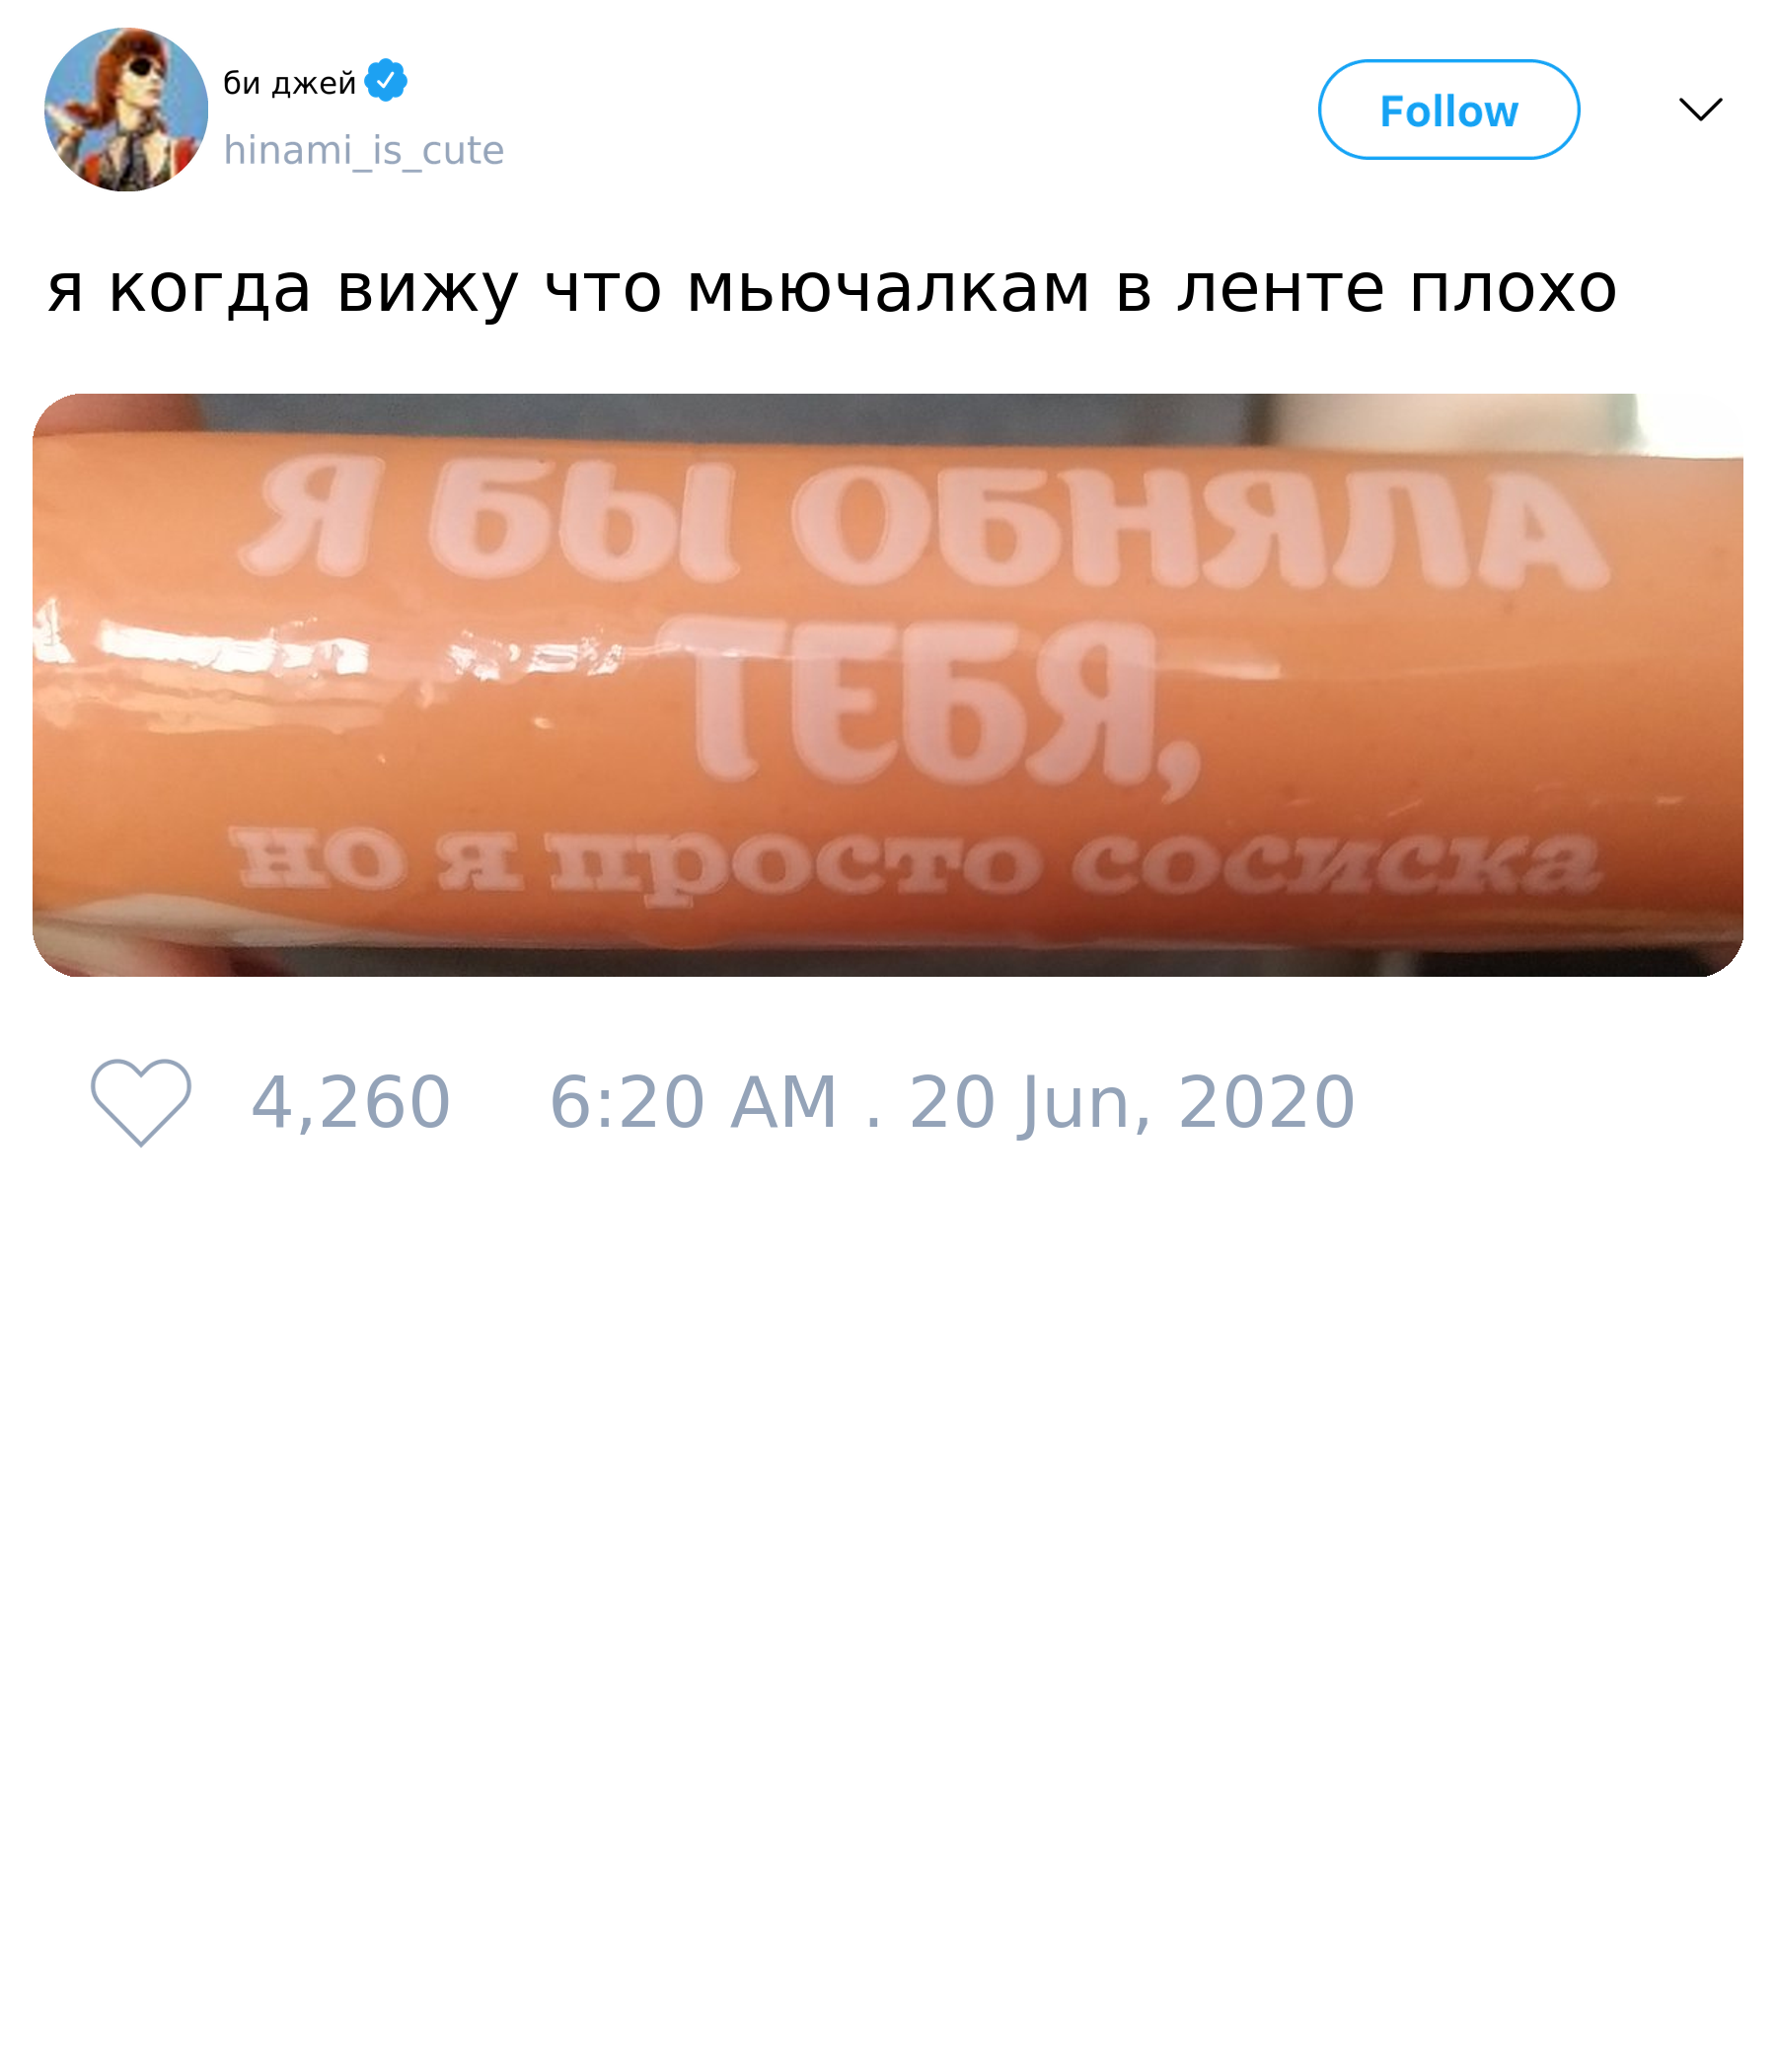 би джей
hinami_is_cute
Follow
я когда вижу что мьючалкам в ленте плохо
Я БЫ ОБНЯЛА
ТЕБЯ,
но я просто сосиска
4,260 6:20 AM . 20 Jun, 2020